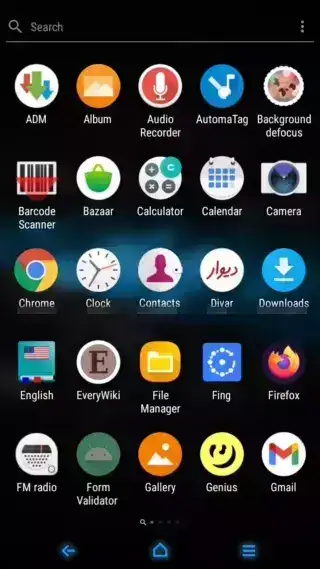 Search
ADM
Album
Audio
Recorder
AutomaTag
Background
defocus
Barcode
Scanner
Bazaar
Calculator
Calendar
Camera
دیوار
Chrome
Clock
Contacts
Divar
Downloads
E
English
EveryWiki
File
Manager
Fing
Firefox
FM radio
Form
Validator
Gallery
Genius
Gmail